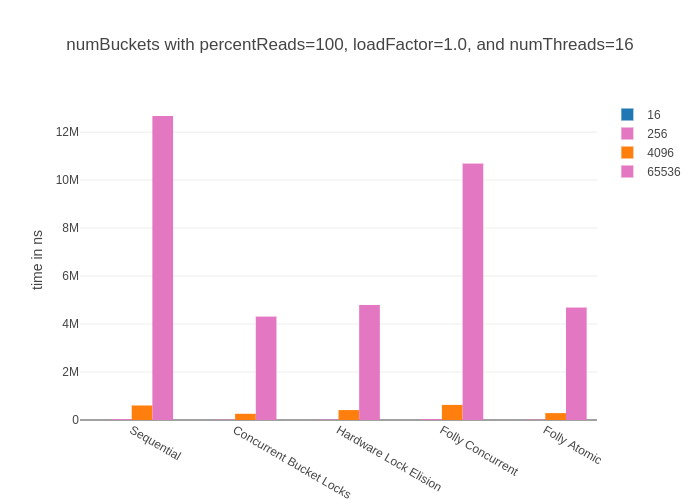 numBuckets with percentReads=100, loadFactor=1.0, and numThreads=16
16
256
4096
65536
time in ns
12M
10M
8M
6M
4M
2M
0
Sequential
Concurrent Bucket Locks
Hardware Lock Elision
Folly Concurrent
Folly Atomic